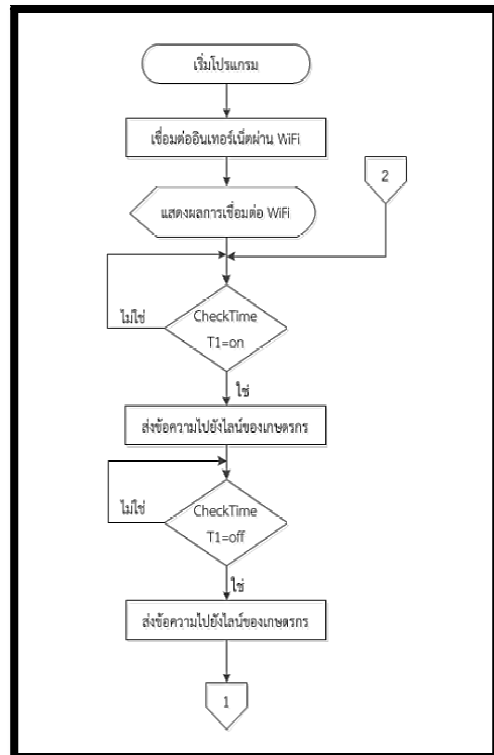 เริ่มโปรแกรม
เชื่อมต่ออินเทอร์เน็ตผ่าน WiFi
2
แสดงผลการเชื่อมต่อ WiFi
ไม่ใช่
CheckTime
T1=on
ใช่
ส่งข้อความไปยังไลน์ของเกษตรกร
ไม่ใช่
CheckTime
T1=off
ใช่
ส่งข้อความไปยังไลน์ของเกษตรกร
1